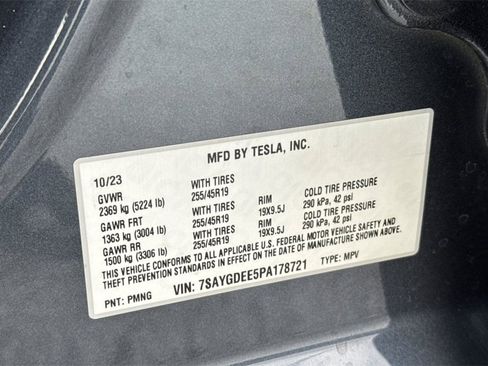 MFD BY TESLA, INC.
10/23
GVWR WITH TIRES RIM COLD TIRE PRESSURE
2369 kg (5224 lb) 255/45R19 19X9.5J 290 kPa, 42 psi
GAWR FRT WITH TIRES RIM COLD TIRE PRESSURE
1363 kg (3004 lb) 255/45R19 19X9.5J 290 kPa, 42 psi
GAWR RR
1500 kg (3306 lb)
THIS VEHICLE CONFORMS TO ALL APPLICABLE U.S. FEDERAL MOTOR VEHICLE SAFETY AND
THEFT PREVENTION STANDARDS IN EFFECT ON THE DATE OF MANUFACTURE SHOWN ABOVE.
PNT: PMNG VIN: 7SAYGDEE5PA178721 TYPE: MPV